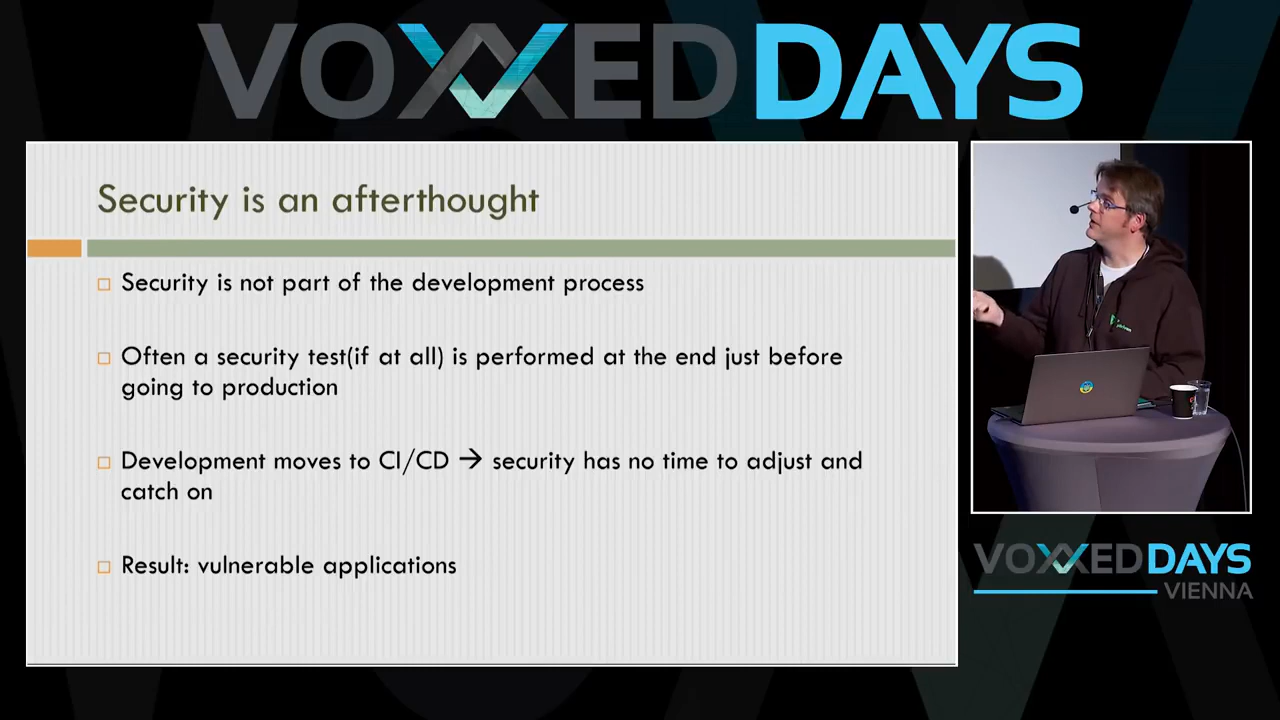 VOXXED DAYS
Security is an afterthought
Security is not part of the development process
Often a security test(if at all) is performed at the end just before
going to production
Development moves to CI/CD → security has no time to adjust and
catch on
Result: vulnerable applications
VOXXED DAYS
VIENNA